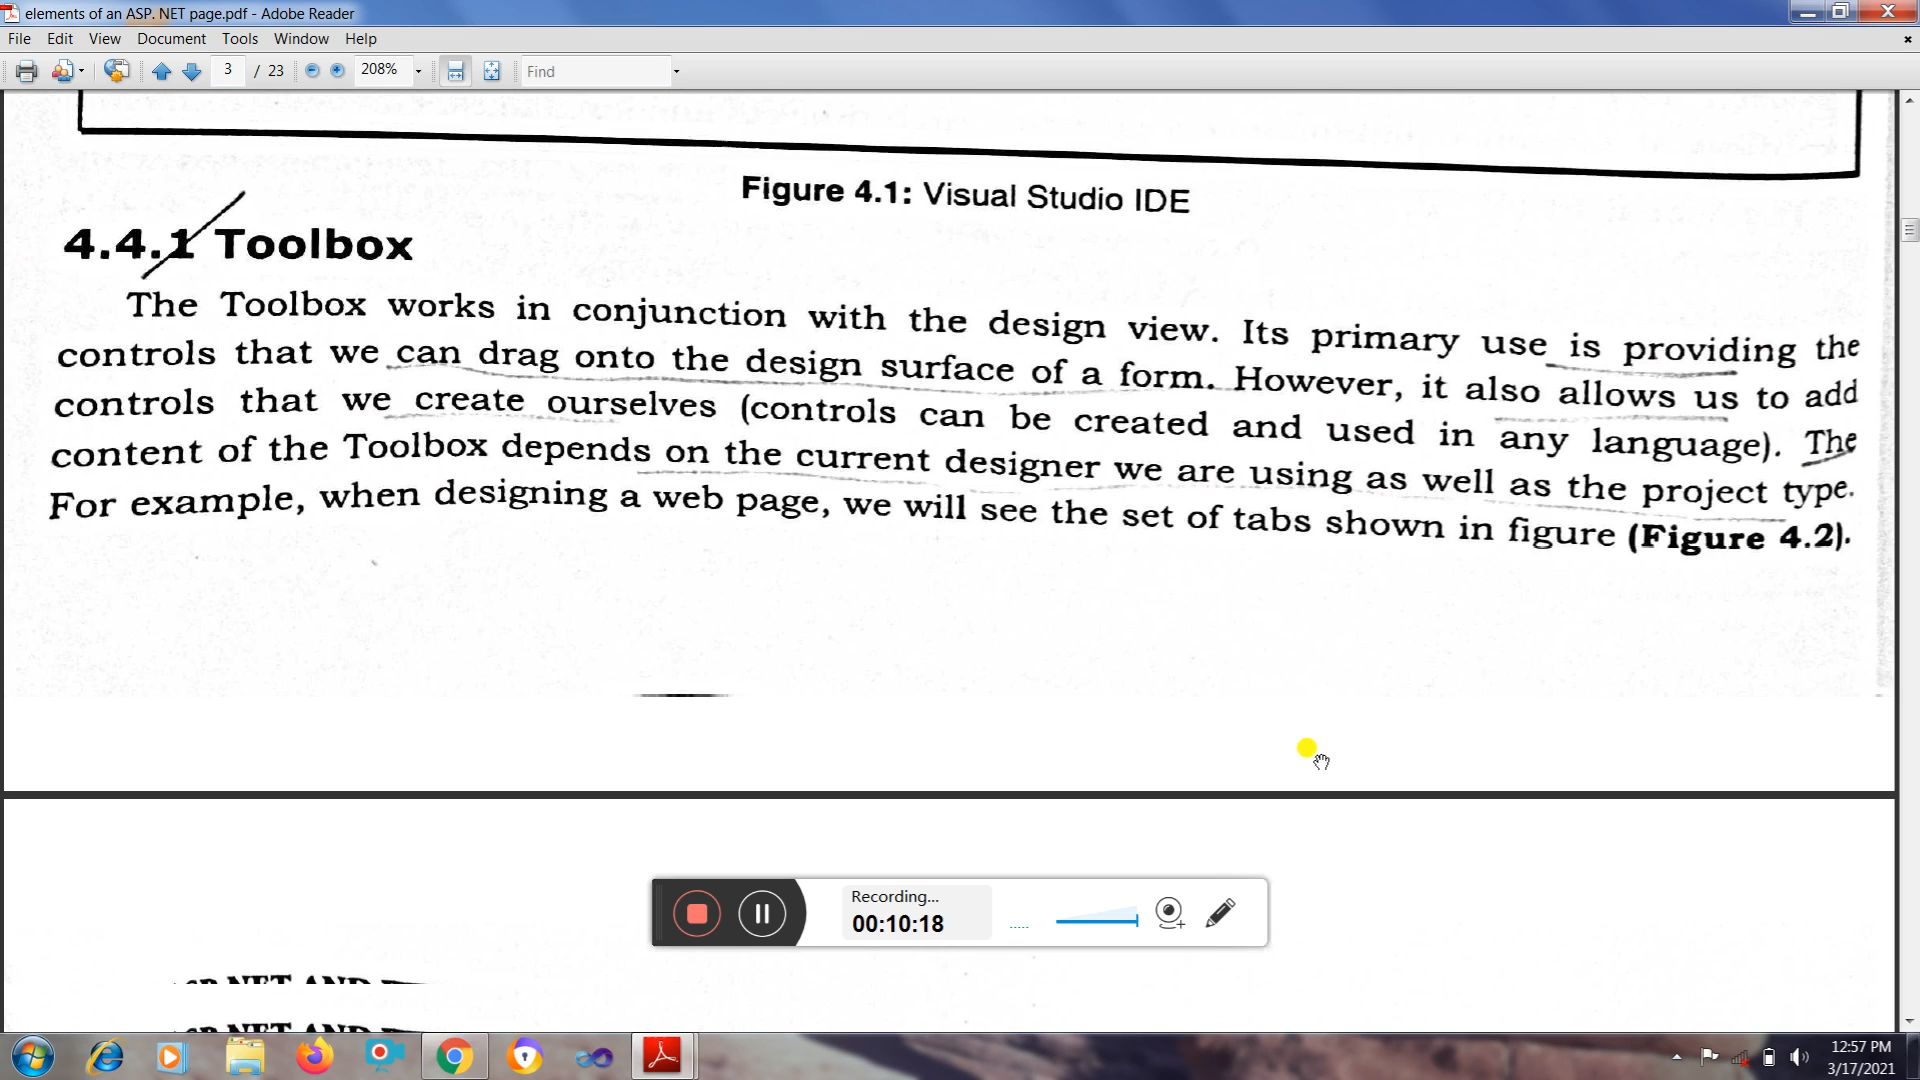 elements of an ASP. NET page.pdf - Adobe Reader
File Edit View Document Tools Window Help
3 / 23 208% Find
Figure 4.1: Visual Studio IDE
4.4.1 Toolbox
The Toolbox works in conjunction with the design view. Its primary use is providing the
controls that we can drag onto the design surface of a form. However, it also allows us to add
controls that we create ourselves (controls can be created and used in any language). The
content of the Toolbox depends on the current designer we are using as well as the project type.
For example, when designing a web page, we will see the set of tabs shown in figure (Figure 4.2).
Recording...
00:10:18
12:57 PM
3/17/2021